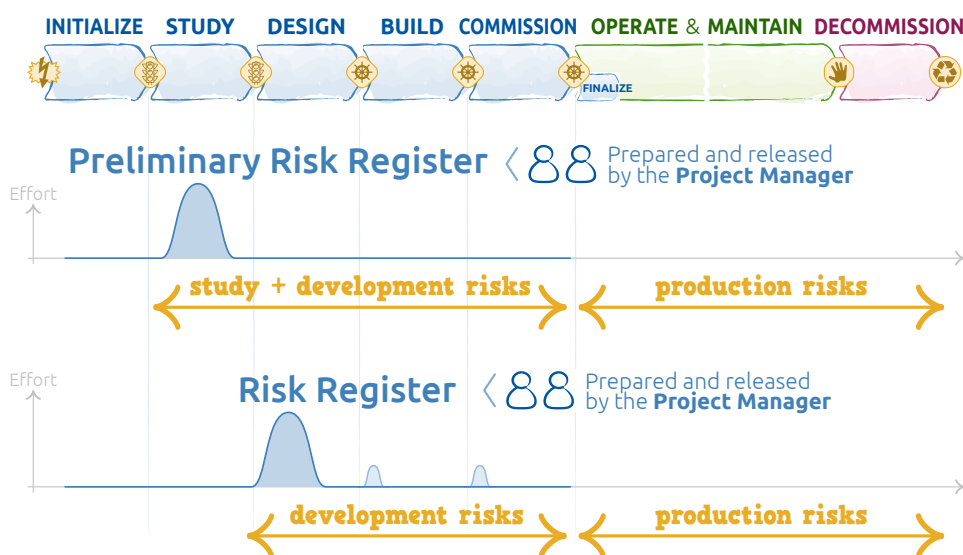 INITIALIZE STUDY DESIGN BUILD COMMISSION OPERATE & MAINTAIN DECOMMISSION
FINALIZE
Preliminary Risk Register
Prepared and released
by the Project Manager
Effort
study + development risks
production risks
Effort
Risk Register
Prepared and released
by the Project Manager
development risks
production risks